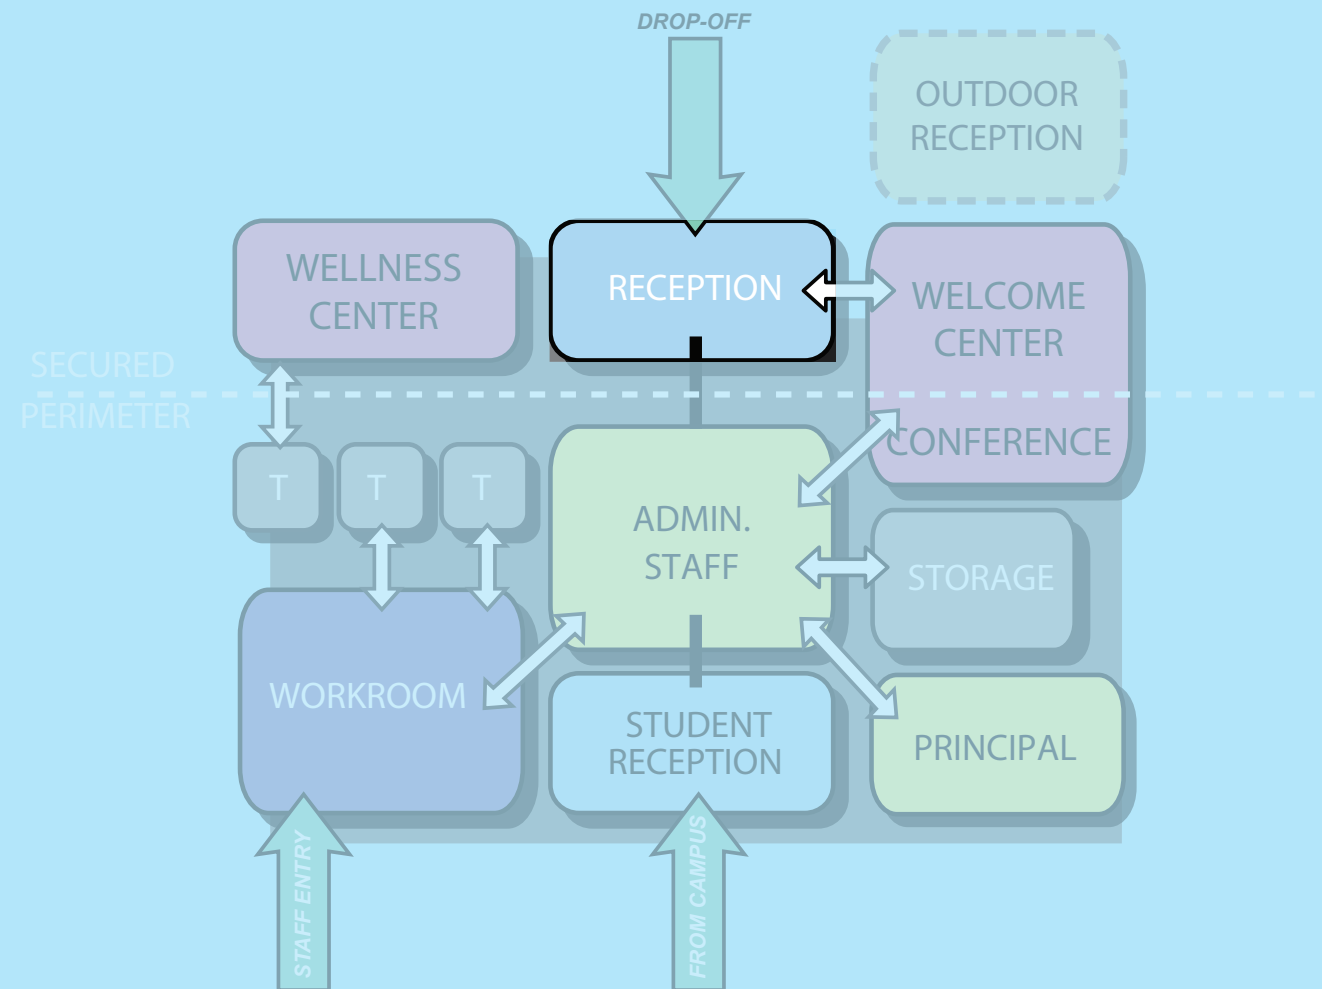 DROP-OFF
OUTDOOR
RECEPTION
WELLNESS
CENTER
RECEPTION
WELCOME
CENTER
SECURED
PERIMETER
CONFERENCE
T
T
T
ADMIN.
STAFF
STORAGE
WORKROOM
STUDENT
RECEPTION
PRINCIPAL
STAFF ENTRY
FROM CAMPUS